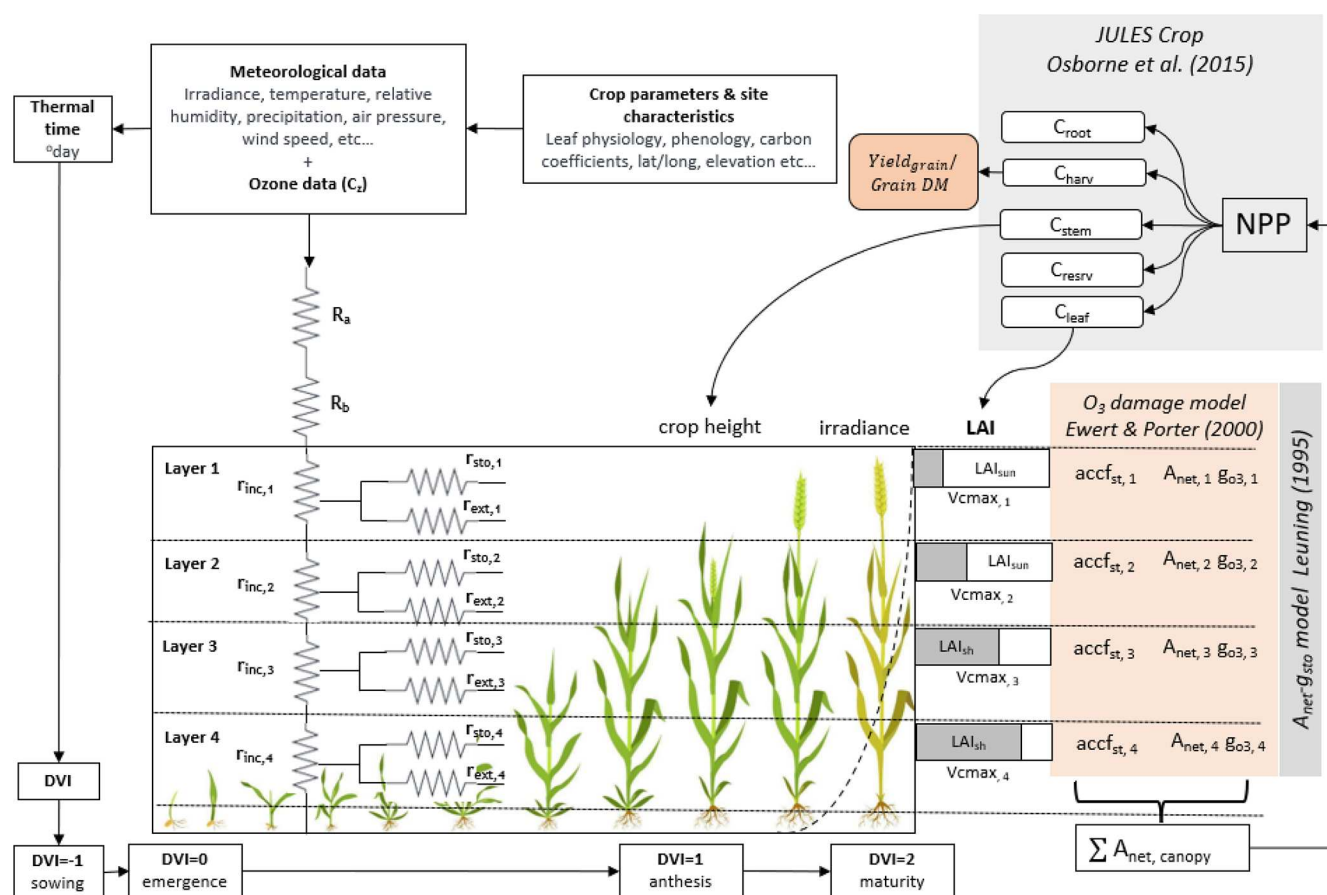 JULES Crop
Osborne et al. (2015)
Meteorological data
Irradiance, temperature, relative
humidity, precipitation, air pressure,
wind speed, etc...
+
Ozone data (Cz)
Thermal
time
°day
Crop parameters & site
characteristics
Leaf physiology, phenology, carbon
coefficients, lat/long, elevation etc...
Yieldgrain/
Grain DM
Croot
Charv
Cstem
Cresrv
Cleaf
NPP
Ra
Rb
crop height
irradiance
LAI
O3 damage model
Ewert & Porter (2000)
Anet-gsto model Leuning (1995)
Layer 1
rinc,1
rsto,1
rext,1
LAIsun
Vcmax,1
accfst, 1
Anet, 1 go3, 1
Layer 2
rinc,2
rsto,2
rext,2
LAIsun
Vcmax,2
accfst, 2
Anet, 2 go3, 2
Layer 3
rinc,3
rsto,3
rext,3
LAIsh
Vcmax,3
accfst, 3
Anet, 3 go3, 3
Layer 4
rinc,4
rsto,4
rext,4
LAIsh
Vcmax,4
accfst, 4
Anet, 4 go3, 4
DVI
∑ Anet, canopy
DVI=-1
sowing
DVI=0
emergence
DVI=1
anthesis
DVI=2
maturity